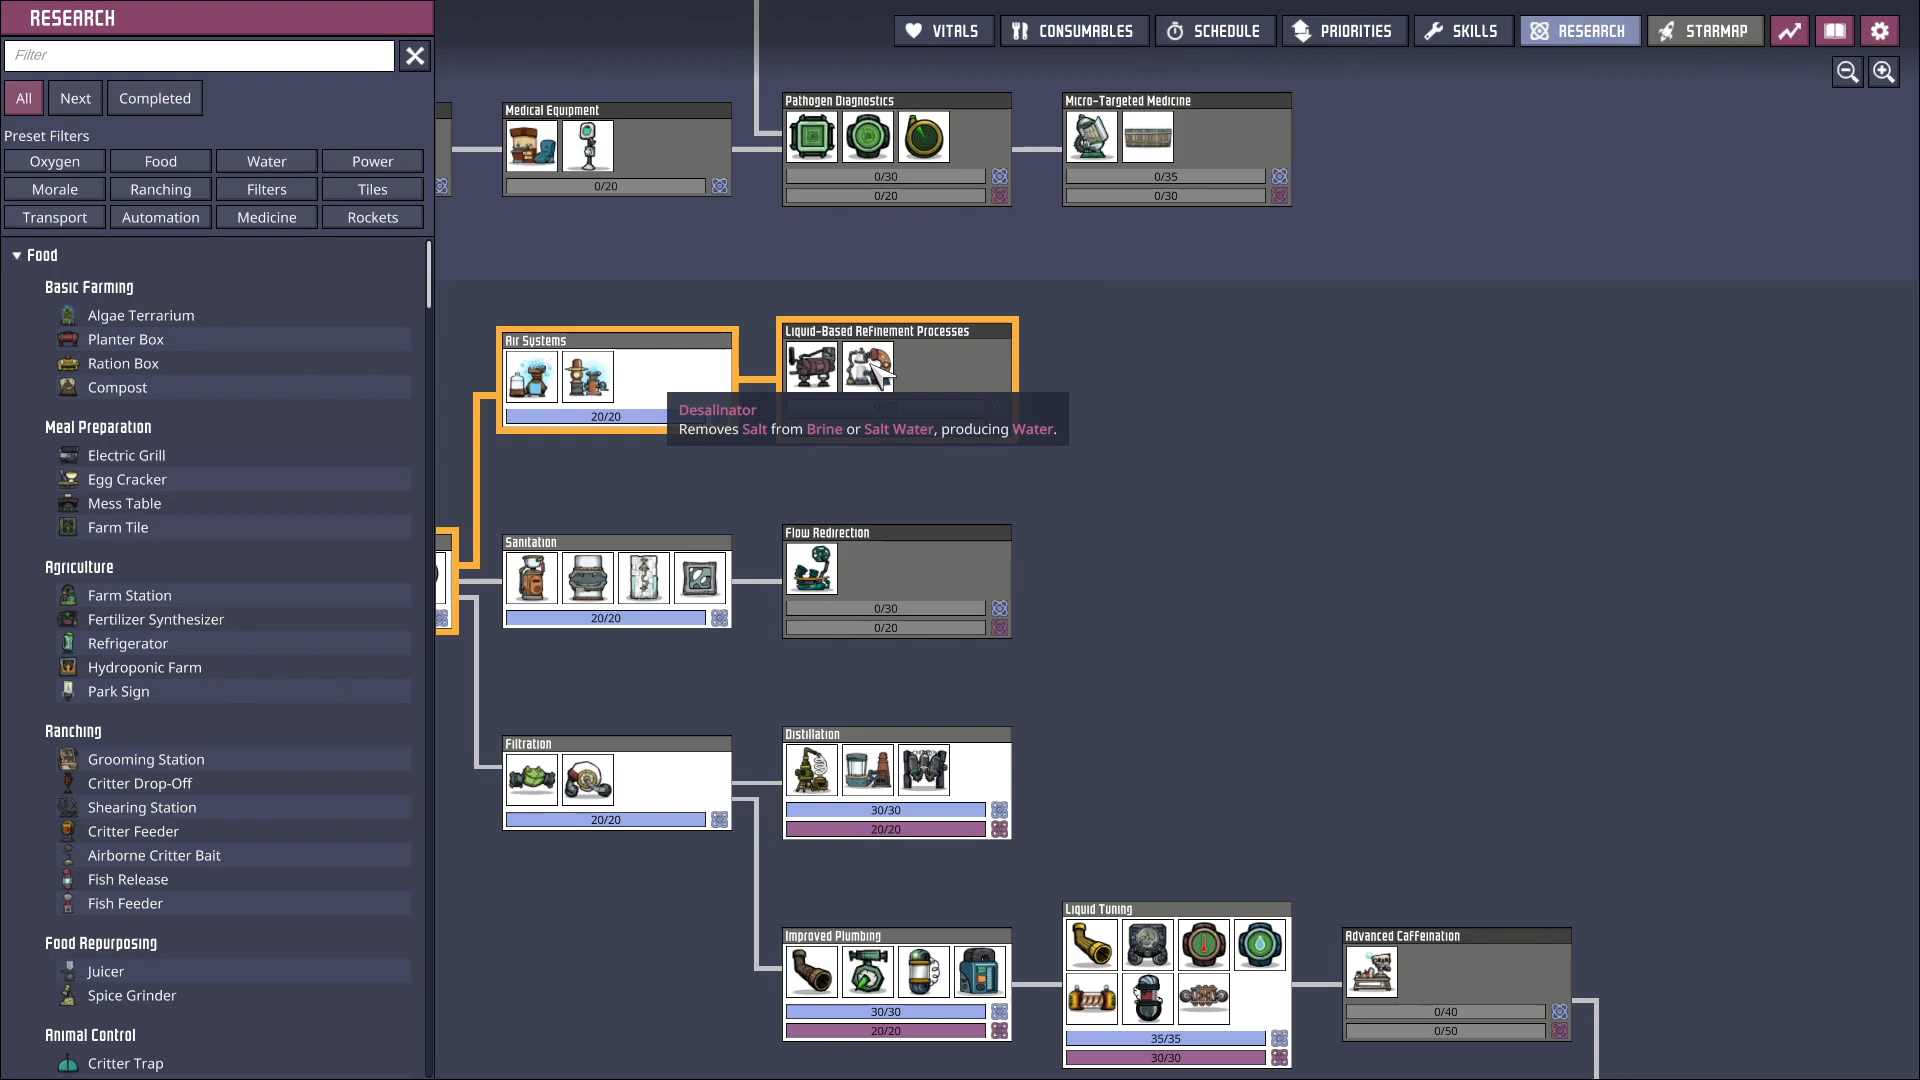 RESEARCH
Filter
All
Next
Completed
Preset Filters
Oxygen
Food
Water
Power
Morale
Ranching
Filters
Tiles
Transport
Automation
Medicine
Rockets
Food
Basic Farming
Algae Terrarium
Planter Box
Ration Box
Compost
Meal Preparation
Electric Grill
Egg Cracker
Mess Table
Farm Tile
Agriculture
Farm Station
Fertilizer Synthesizer
Refrigerator
Hydroponic Farm
Park Sign
Ranching
Grooming Station
Critter Drop-Off
Shearing Station
Critter Feeder
Airborne Critter Bait
Fish Release
Fish Feeder
Food Repurposing
Juicer
Spice Grinder
Animal Control
Critter Trap
VITALS
CONSUMABLES
SCHEDULE
PRIORITIES
SKILLS
RESEARCH
STARMAP
Medical Equipment
0/20
Pathogen Diagnostics
0/30
0/20
Micro-Targeted Medicine
0/35
0/30
Air Systems
20/20
Liquid-Based Refinement Processes
Desalinator
Removes Salt from Brine or Salt Water, producing Water.
Sanitation
20/20
Flow Redirection
0/30
0/20
Filtration
20/20
Distillation
30/30
20/20
Improved Plumbing
30/30
20/20
Liquid Tuning
35/35
30/30
Advanced Caffeination
0/40
0/50